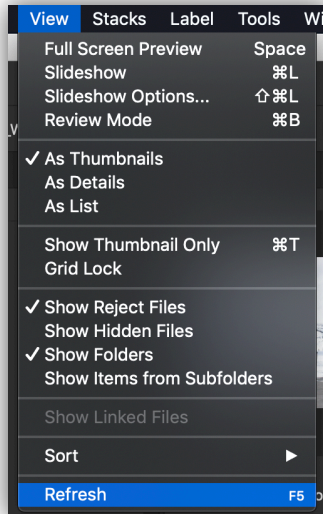 View Stacks Label Tools
Full Screen Preview Space
Slideshow ⌘L
Slideshow Options... ⇧⌘L
Review Mode ⌘B
✓ As Thumbnails
As Details
As List
Show Thumbnail Only ⌘T
Grid Lock
✓ Show Reject Files
Show Hidden Files
✓ Show Folders
Show Items from Subfolders
Show Linked Files
Sort ▶
Refresh F5